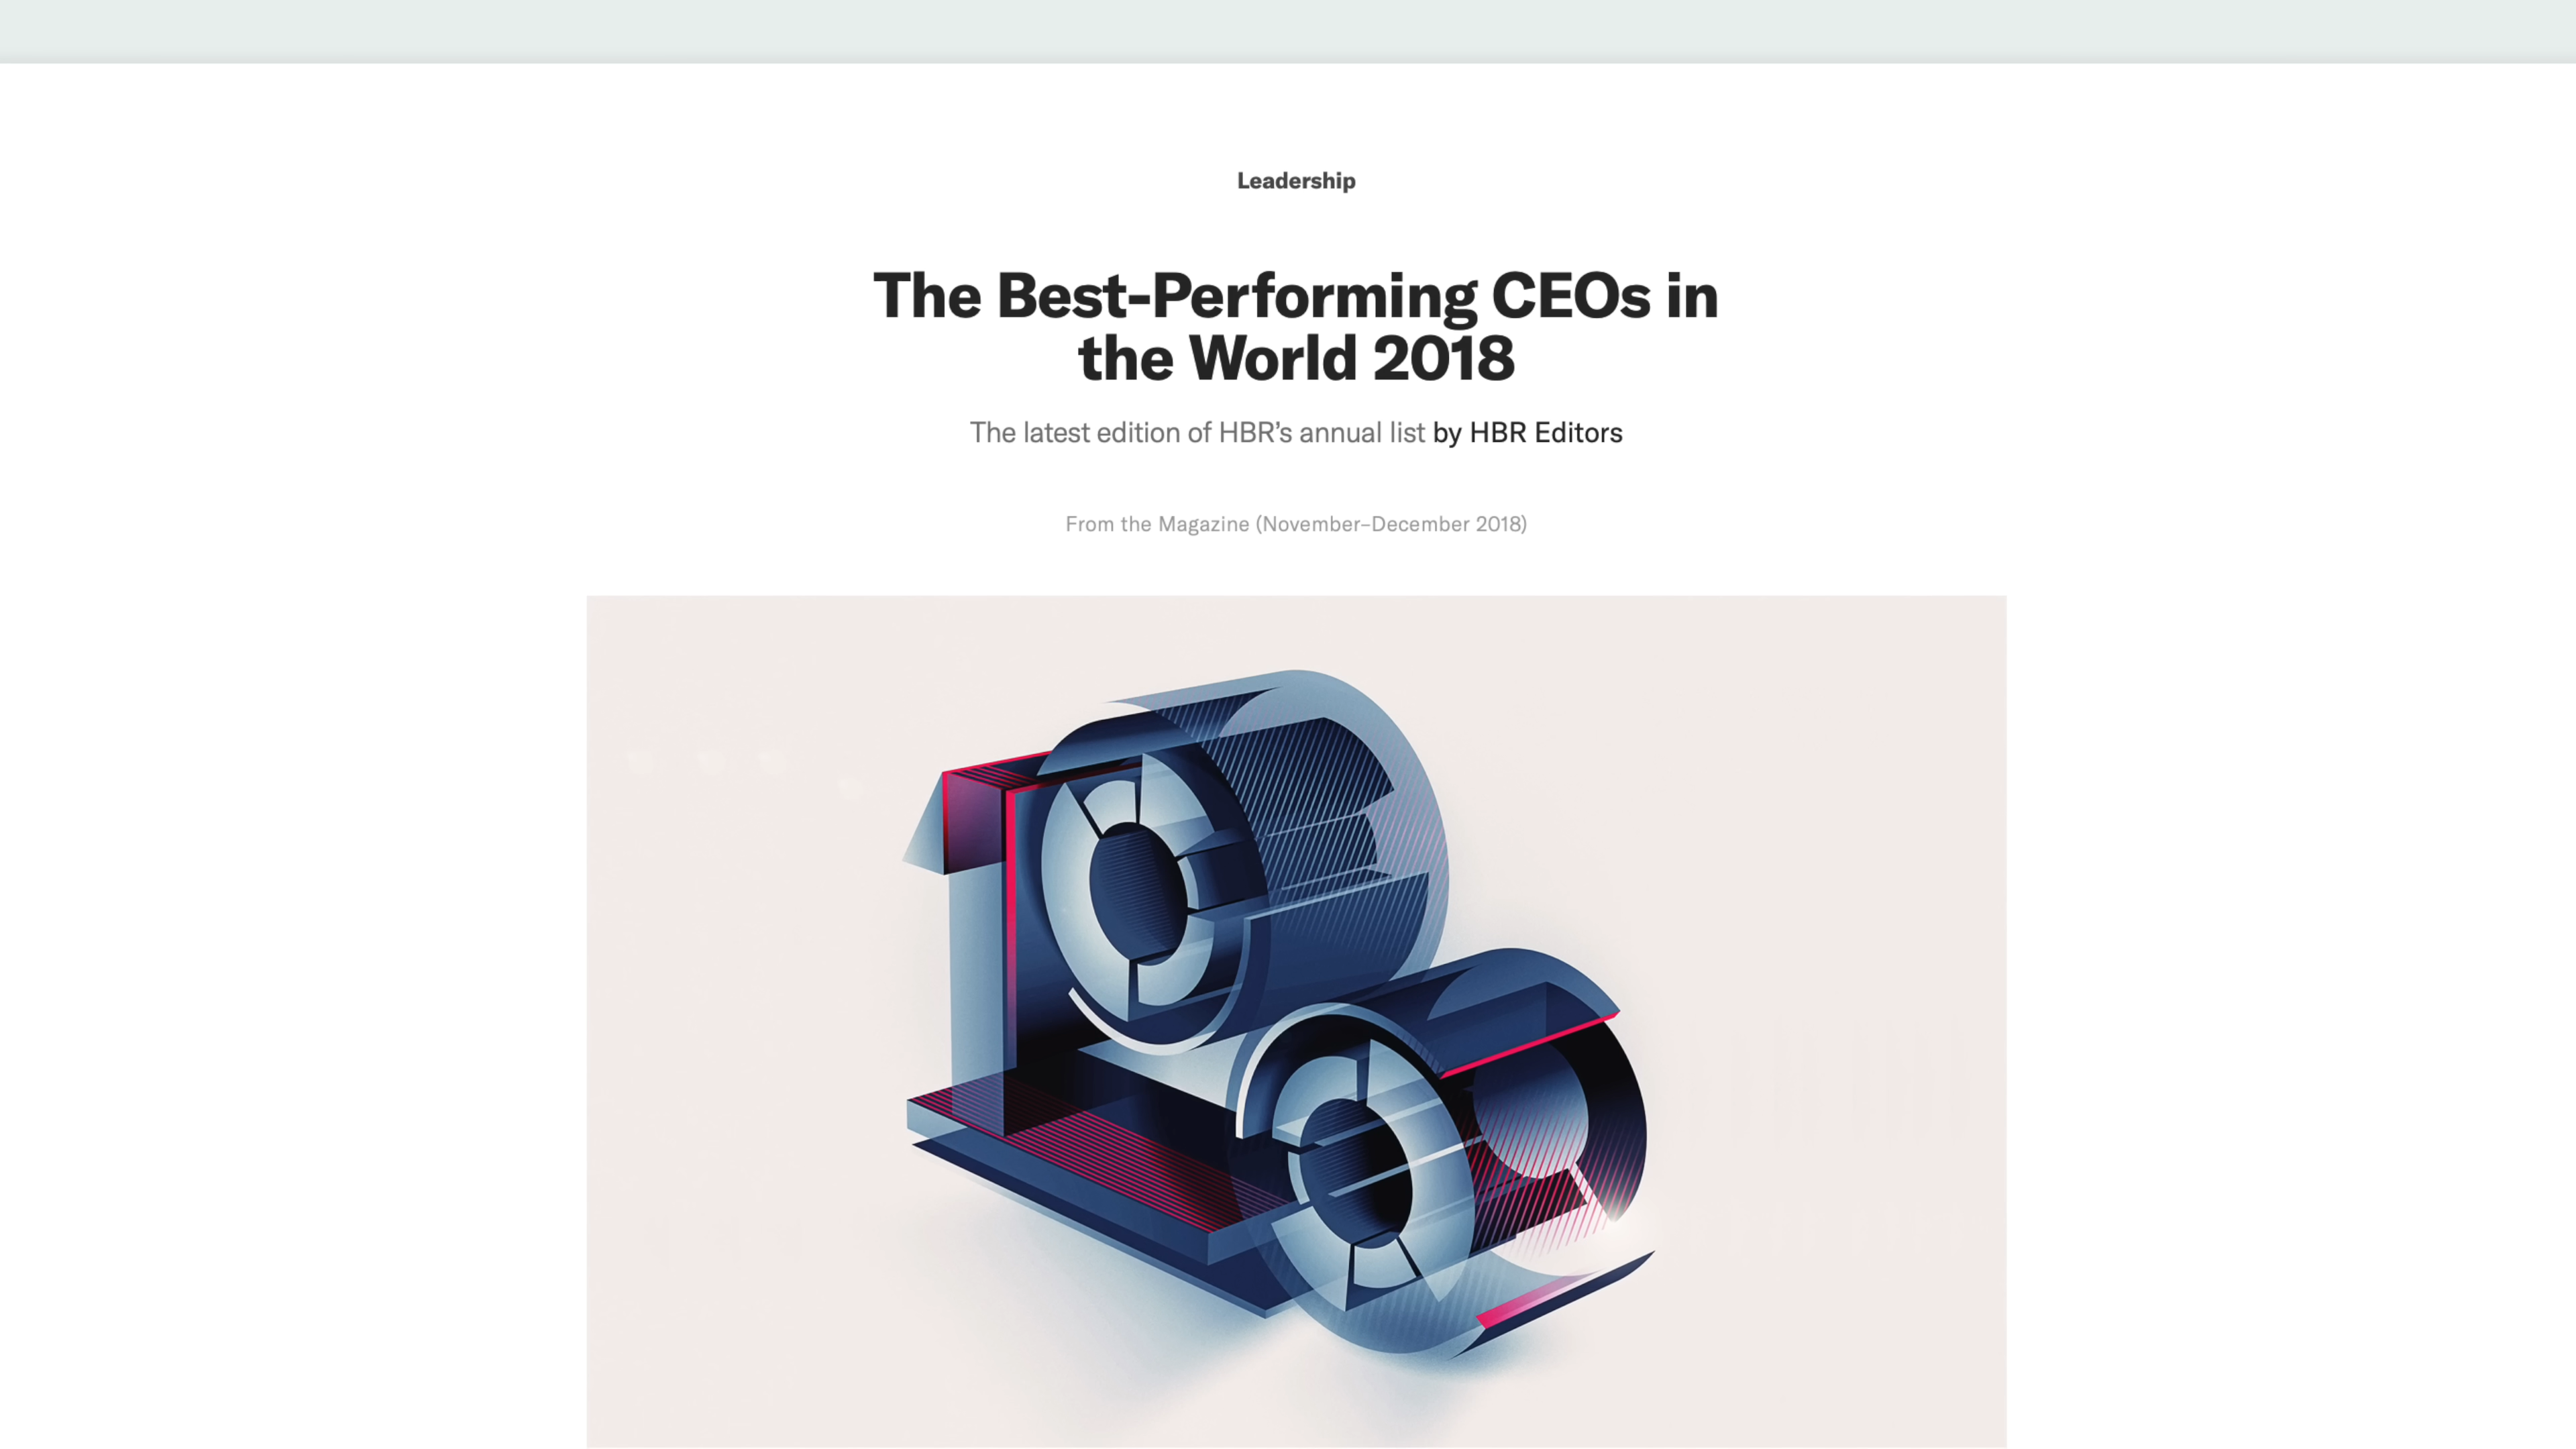 Leadership
The Best-Performing CEOs in
the World 2018
The latest edition of HBR’s annual list by HBR Editors
From the Magazine (November–December 2018)